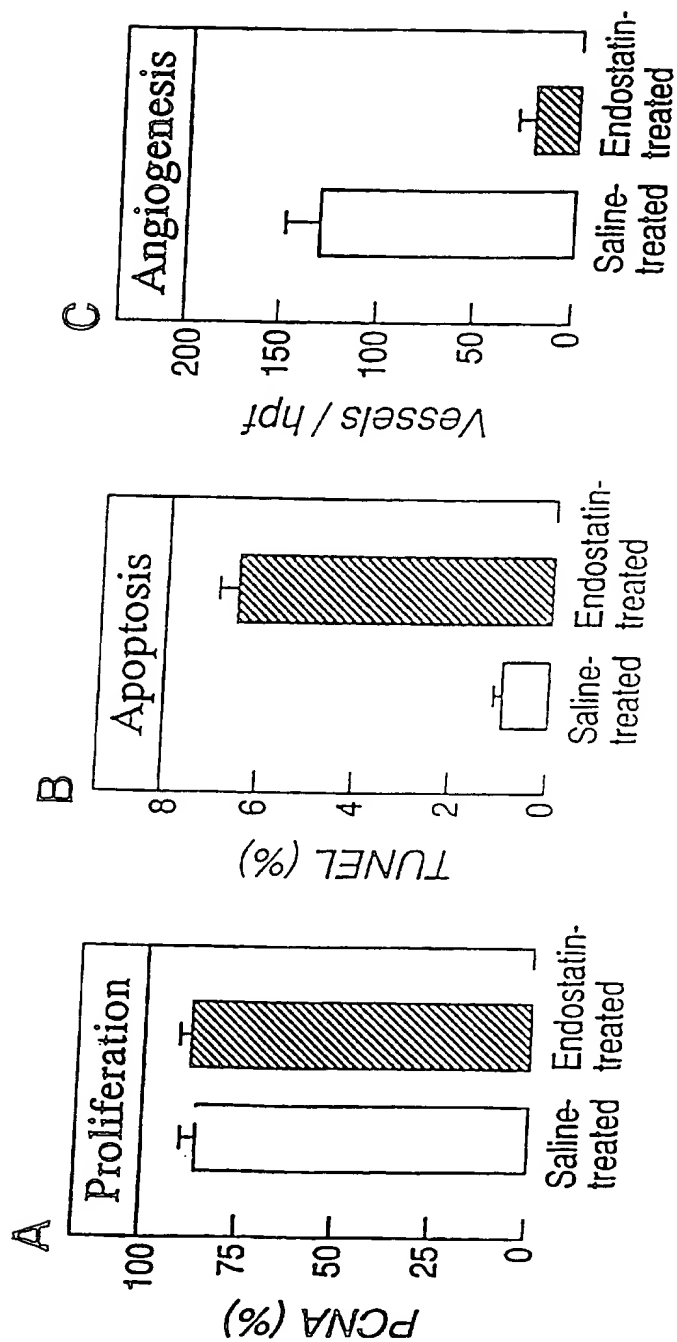 A
Proliferation
PCNA (%)
100
75
50
25
0
Saline-
treated
Endostatin-
treated
B
Apoptosis
TUNEL (%)
8
6
4
2
0
Saline-
treated
Endostatin-
treated
C
Angiogenesis
Vessels / hpf
200
150
100
50
0
Saline-
treated
Endostatin-
treated